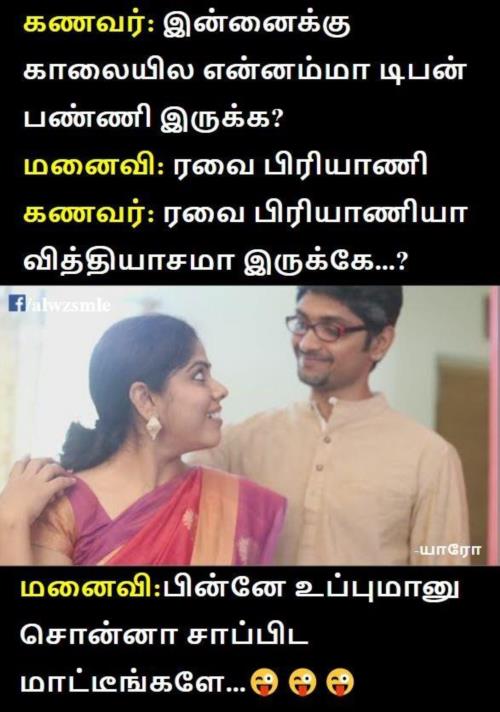 கணவர்: இன்னைக்கு
காலையில என்னம்மா டிபன்
பண்ணி இருக்க?
மனைவி: ரவை பிரியாணி
கணவர்: ரவை பிரியாணியா
வித்தியாசமா இருக்கே...?
f/alwzsmle
-யாரோ
மனைவி:பின்னே உப்புமானு
சொன்னா சாப்பிட
மாட்டீங்களே...😜😜😜